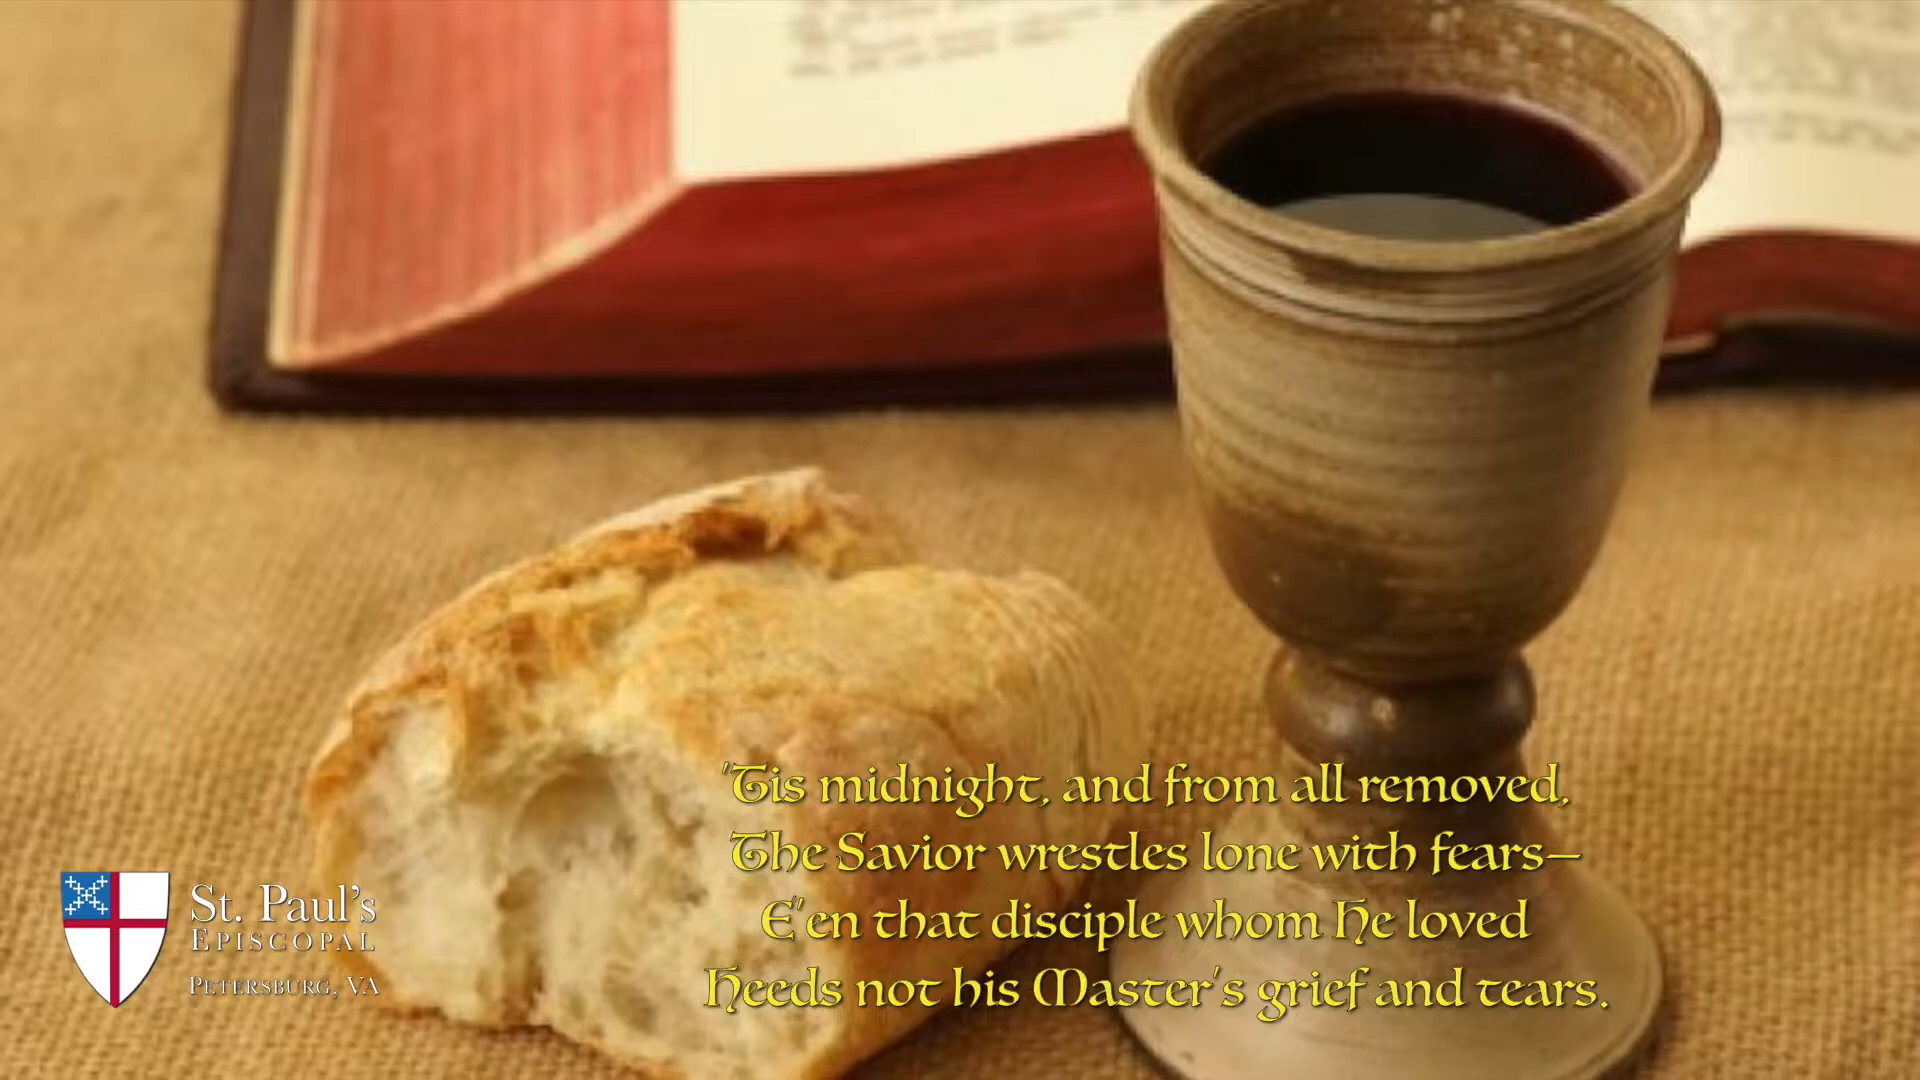 'Tis midnight, and from all removed,
The Savior wrestles lone with fears—
E'en that disciple whom He loved
Heeds not his Master's grief and tears.
St. Paul's
EPISCOPAL
PETERSBURG, VA